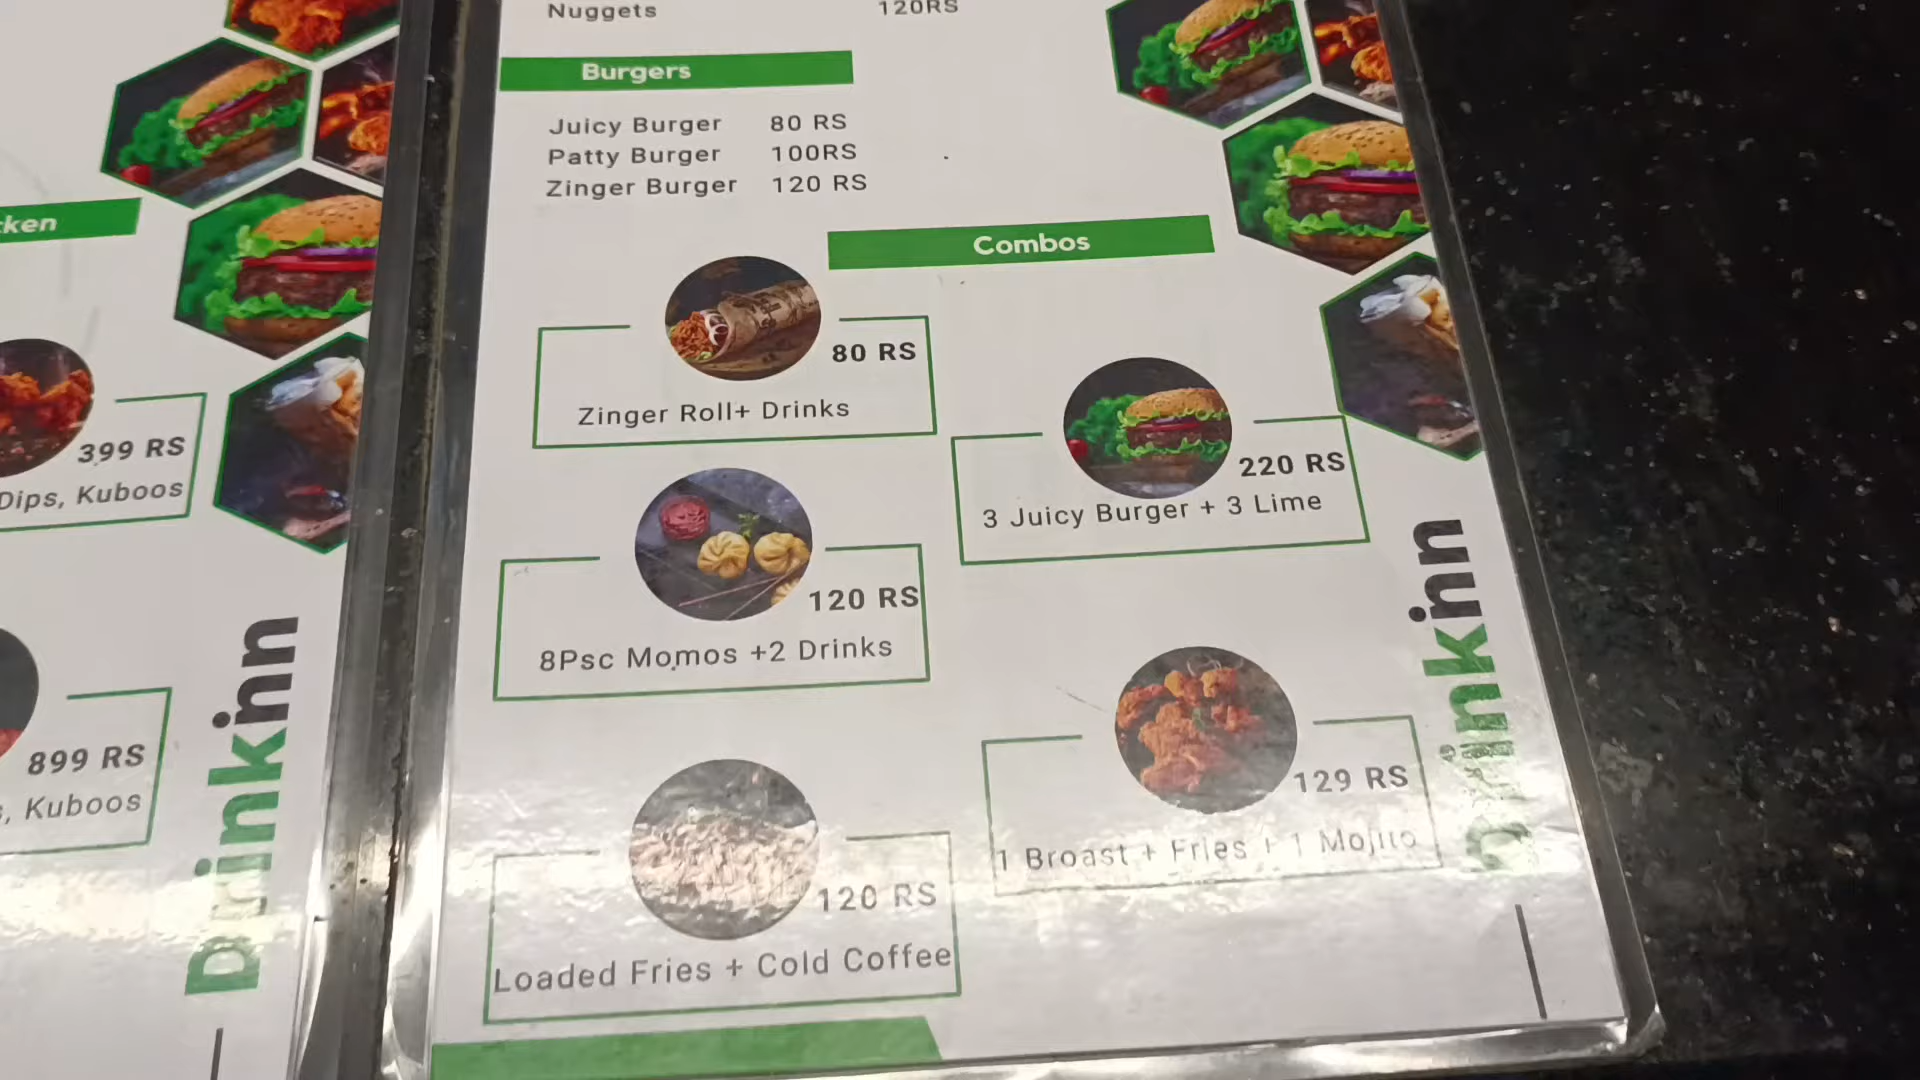 cken
399 RS
Dips, Kuboos
899 RS
, Kuboos
Drinkinn
Nuggets 120RS
Burgers
Juicy Burger 80 RS
Patty Burger 100RS
Zinger Burger 120 RS
Combos
80 RS
Zinger Roll+ Drinks
220 RS
3 Juicy Burger + 3 Lime
120 RS
8Psc Momos +2 Drinks
129 RS
1 Broast + Fries + 1 Mojito
120 RS
Loaded Fries + Cold Coffee
Drinkinn